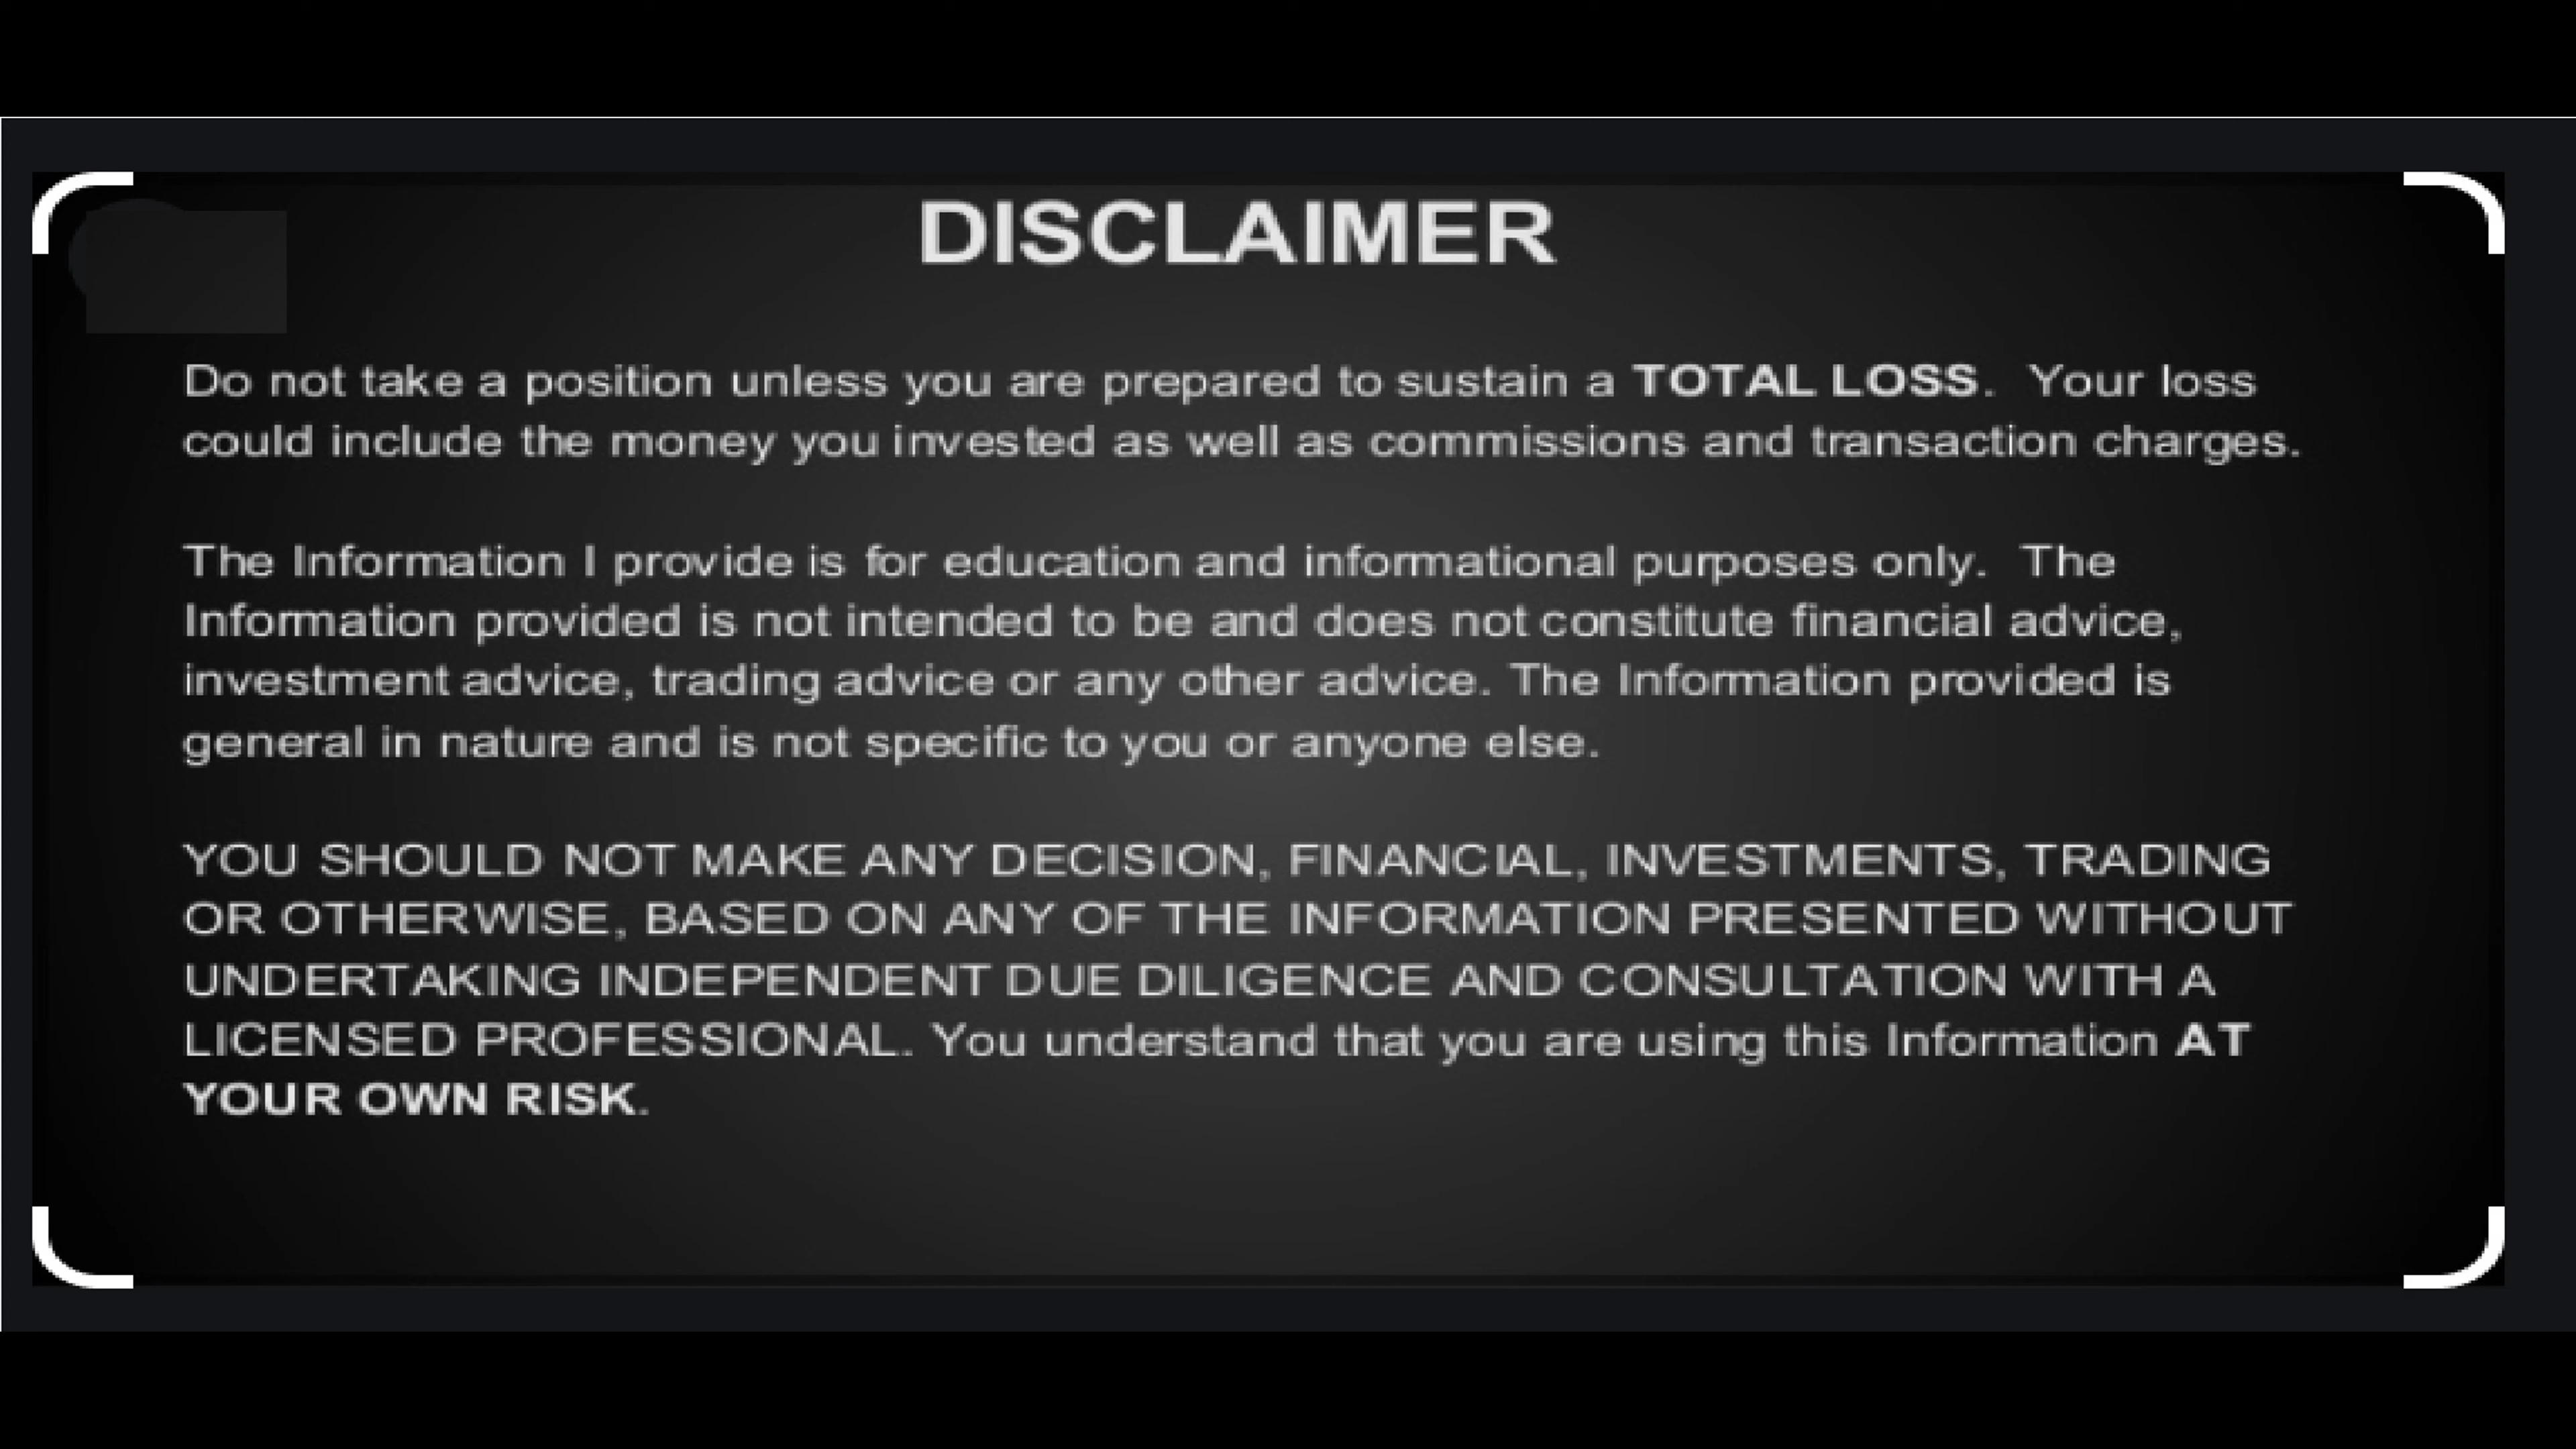 DISCLAIMER
Do not take a position unless you are prepared to sustain a TOTAL LOSS.  Your loss
could include the money you invested as well as commissions and transaction charges.
The Information I provide is for education and informational purposes only.  The
Information provided is not intended to be and does not constitute financial advice,
investment advice, trading advice or any other advice. The Information provided is
general in nature and is not specific to you or anyone else.
YOU SHOULD NOT MAKE ANY DECISION, FINANCIAL, INVESTMENTS, TRADING
OR OTHERWISE, BASED ON ANY OF THE INFORMATION PRESENTED WITHOUT
UNDERTAKING INDEPENDENT DUE DILIGENCE AND CONSULTATION WITH A
LICENSED PROFESSIONAL. You understand that you are using this Information AT
YOUR OWN RISK.